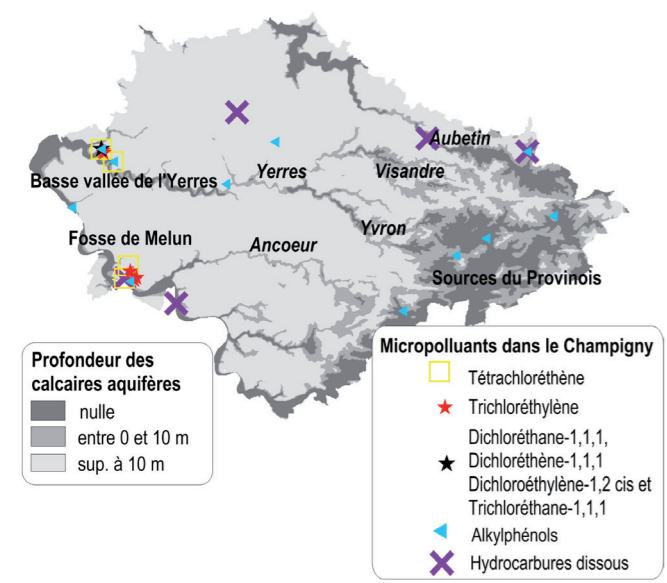 Aubetin
Visandre
Yerres
Basse vallée de l'Yerres
Yvron
Fosse de Melun
Ancoeur
Sources du Provinois
Profondeur des
calcaires aquifères
nulle
entre 0 et 10 m
sup. à 10 m
Micropolluants dans le Champigny
Tétrachloréthène
Trichloréthylène
Dichloréthane-1,1,1,
Dichloréthène-1,1,1
Dichloroéthylène-1,2 cis et
Trichloréthane-1,1,1
Alkylphénols
Hydrocarbures dissous